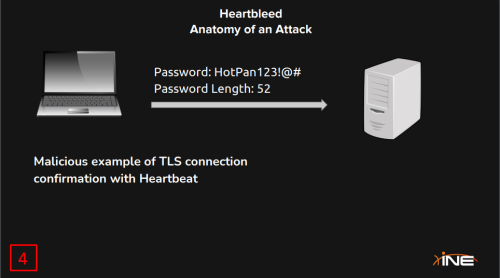 Heartbleed
Anatomy of an Attack
Password: HotPan123!@#
Password Length: 52
Malicious example of TLS connection
confirmation with Heartbeat
4
INE